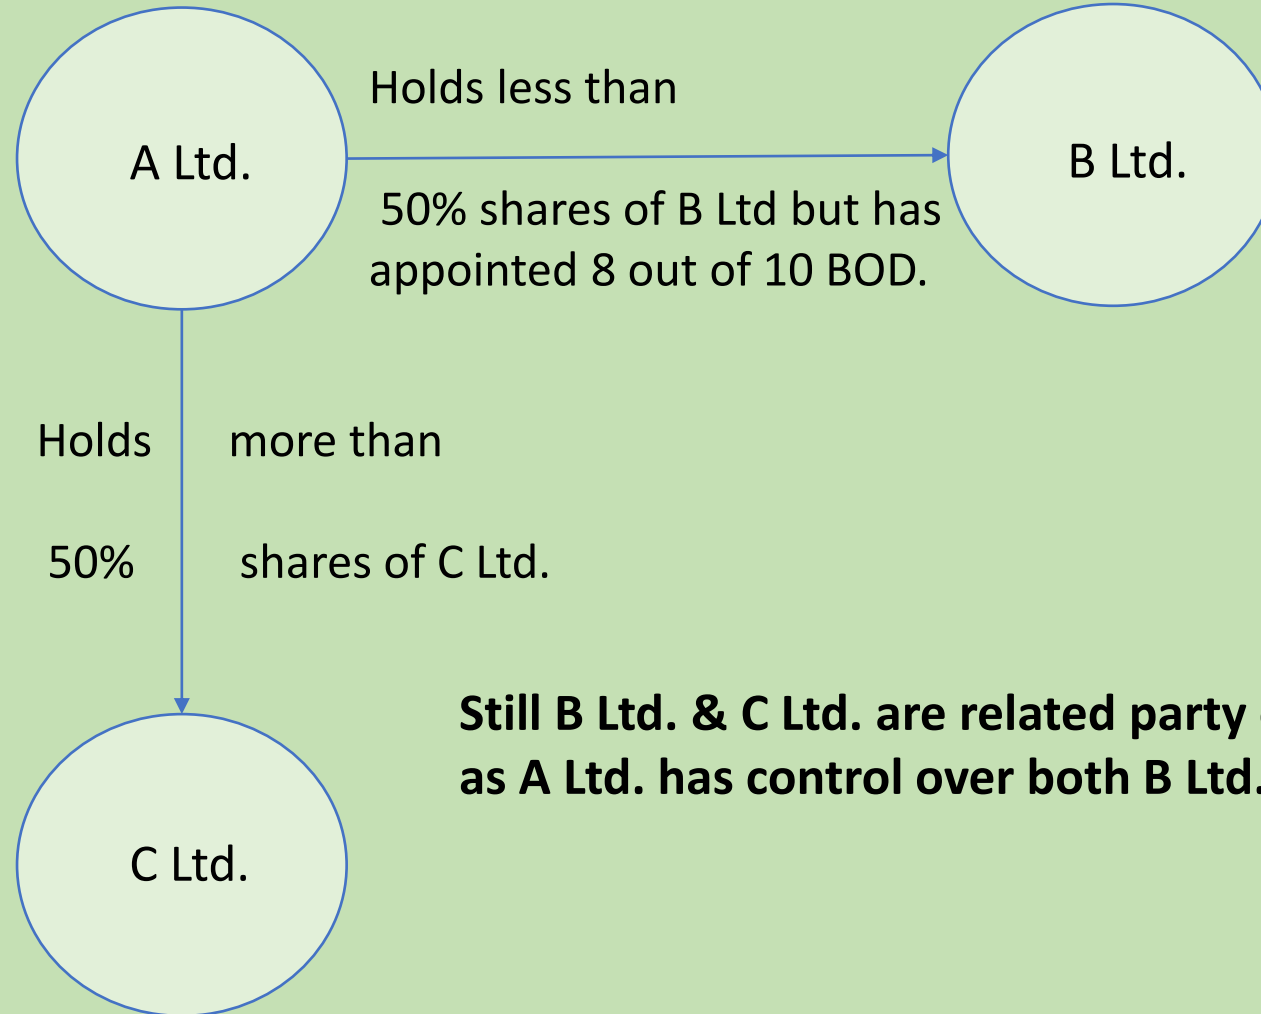 A Ltd.
Holds less than
50% shares of B Ltd but has
appointed 8 out of 10 BOD.
B Ltd.
Holds more than
50% shares of C Ltd.
C Ltd.
Still B Ltd. & C Ltd. are related party
as A Ltd. has control over both B Ltd.